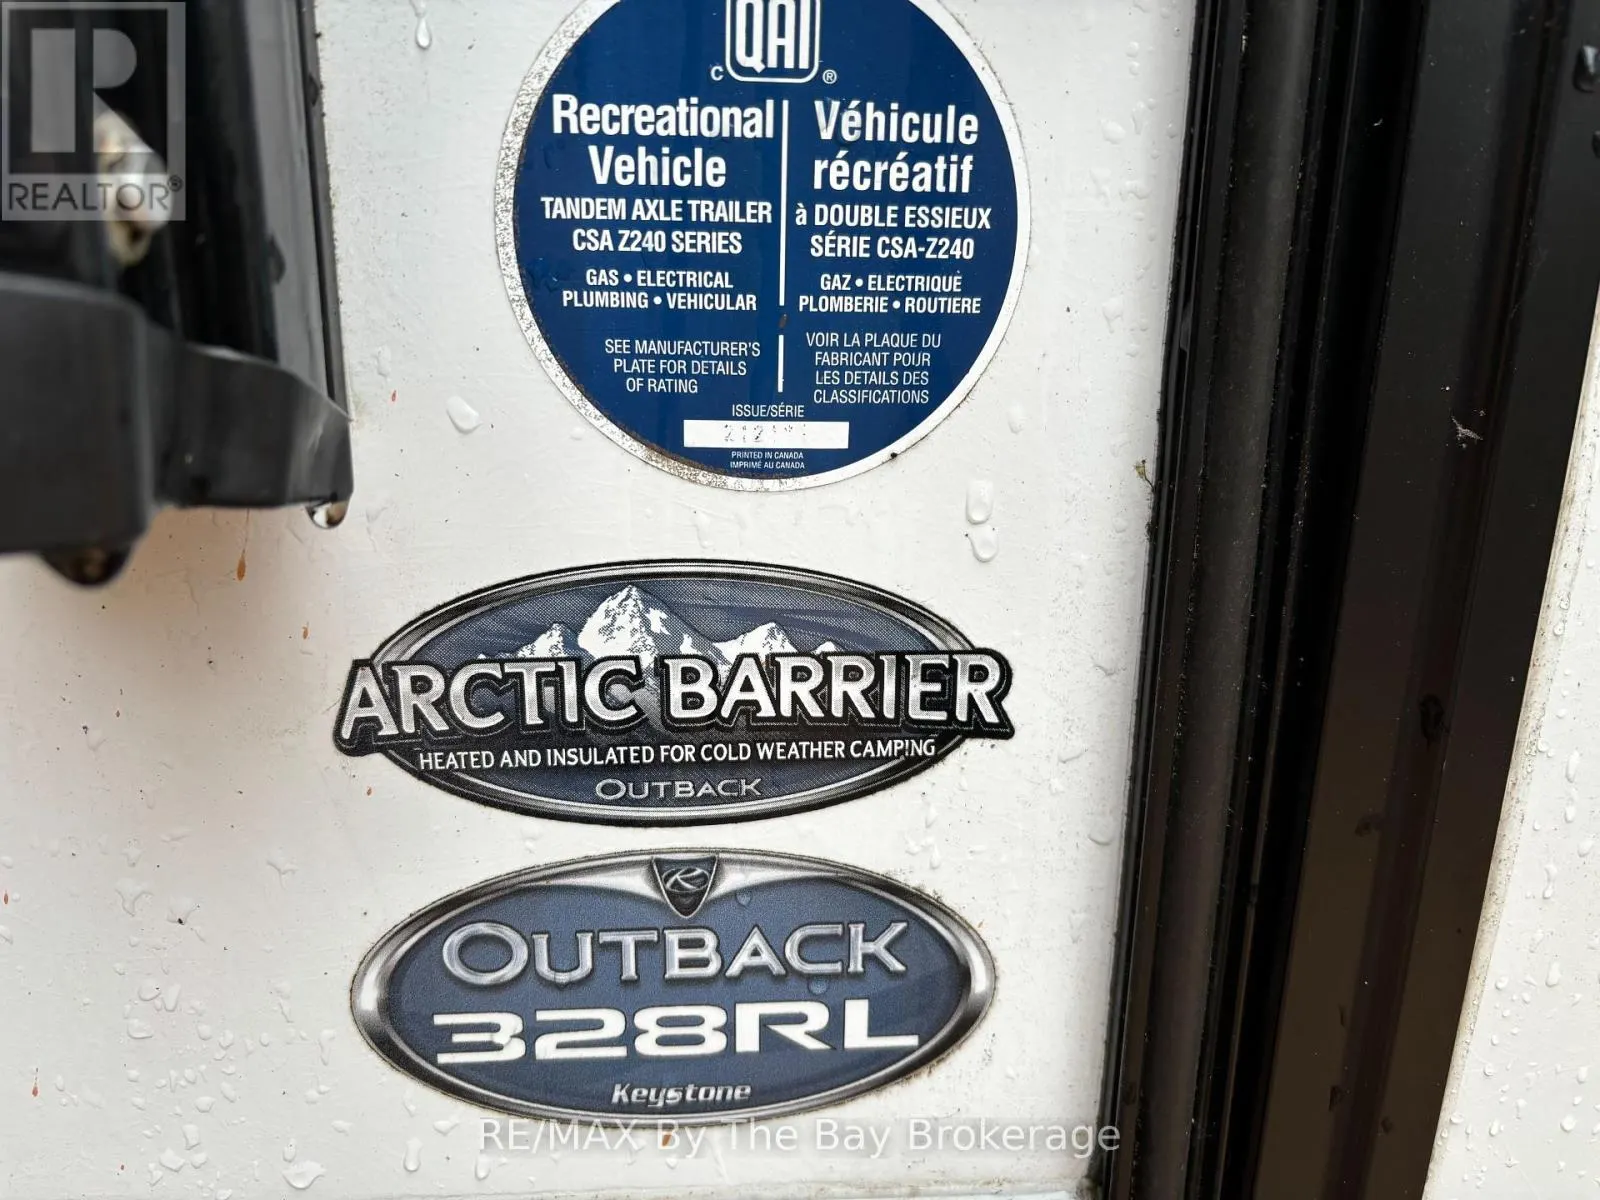 REALTOR®
QAI
C ®
Recreational
Vehicle
TANDEM AXLE TRAILER
CSA Z240 SERIES
GAS • ELECTRICAL
PLUMBING • VEHICULAR
SEE MANUFACTURER'S
PLATE FOR DETAILS
OF RATING
Véhicule
récréatif
à DOUBLE ESSIEUX
SÉRIE CSA-Z240
GAZ • ELECTRIQUE
PLOMBERIE • ROUTIERE
VOIR LA PLAQUE DU
FABRICANT POUR
LES DETAILS DES
CLASSIFICATIONS
ISSUE/SÉRIE
PRINTED IN CANADA
IMPRIMÉ AU CANADA
ARCTIC BARRIER
HEATED AND INSULATED FOR COLD WEATHER CAMPING
OUTBACK
OUTBACK
328RL
Keystone
RE/MAX By The Bay Brokerage